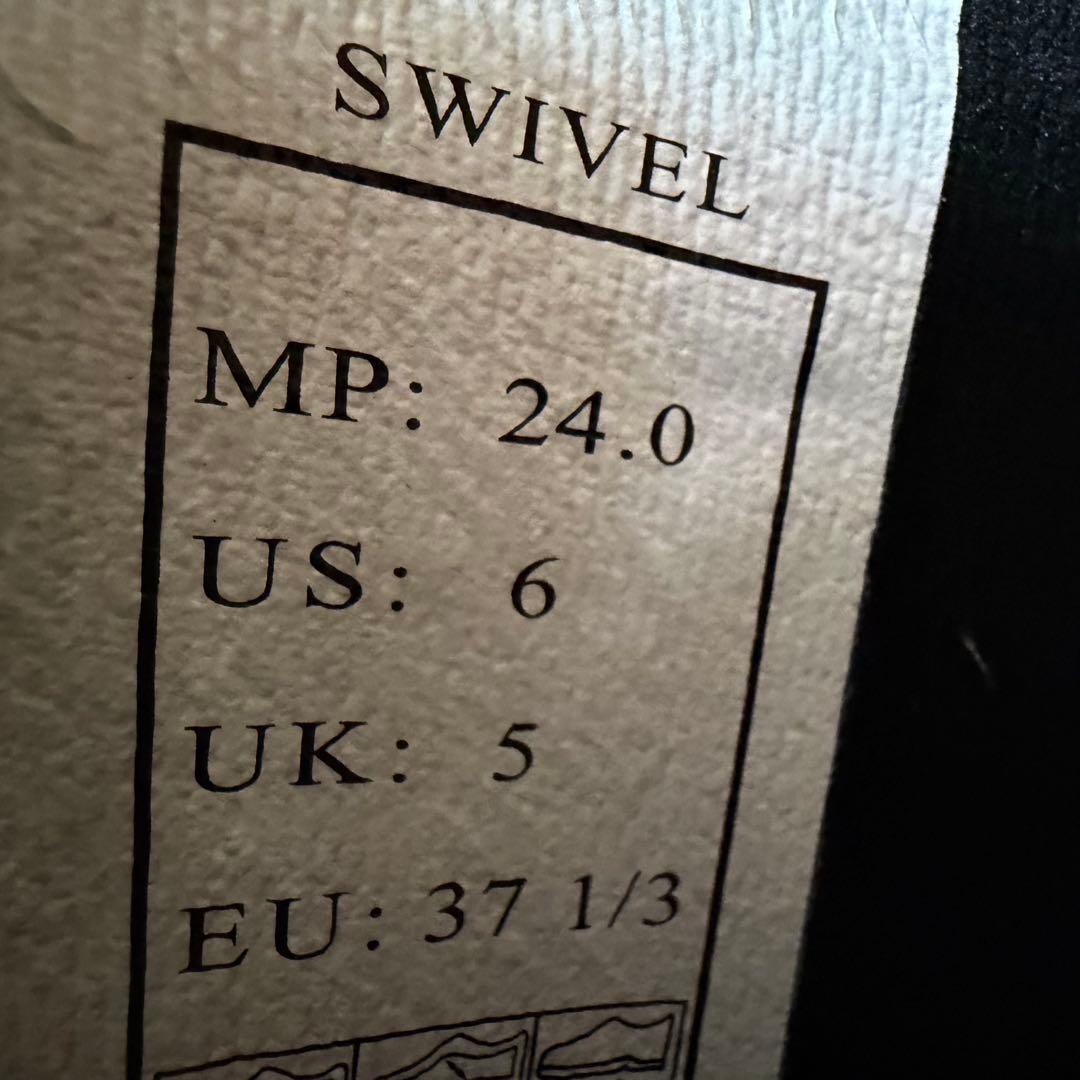 SWIVEL
MP: 24.0
US: 6
UK: 5
EU: 37 1/3